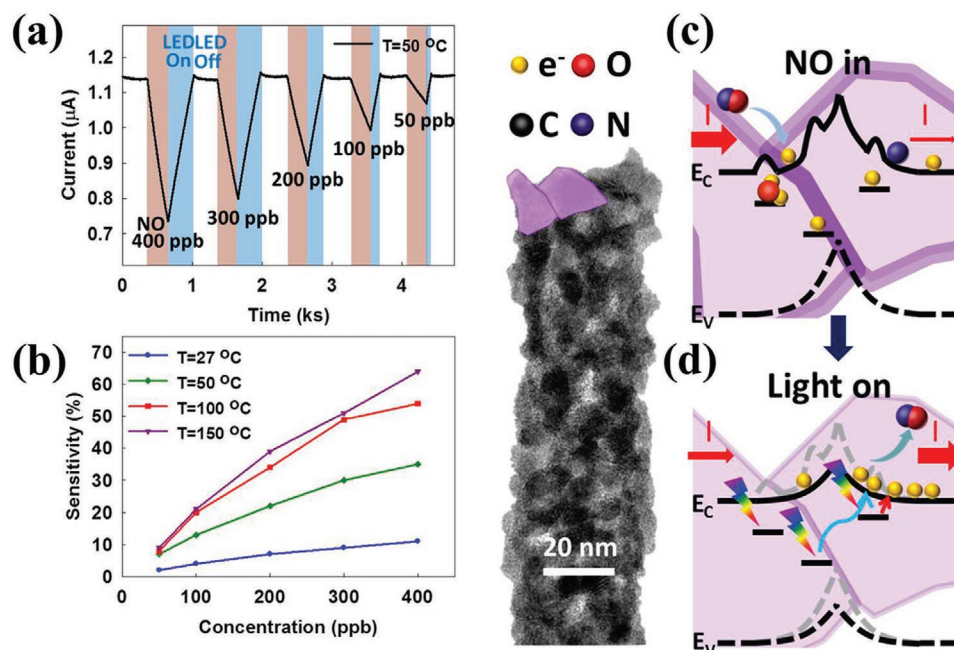 (a)
LED LED
On Off
T=50 °C
1.2
1.1
1.0
0.9
0.8
0.7
Current (μA)
NO
400 ppb
300 ppb
200 ppb
100 ppb
50 ppb
0 1 2 3 4
Time (ks)
(b)
T=27 °C
T=50 °C
T=100 °C
T=150 °C
70
60
50
40
30
20
10
0
Sensitivity (%)
0 50 100 200 300 400
Concentration (ppb)
e⁻ O
C N
20 nm
(c)
NO in
I I
E_C
E_V
(d)
Light on
I I
E_C
E_V